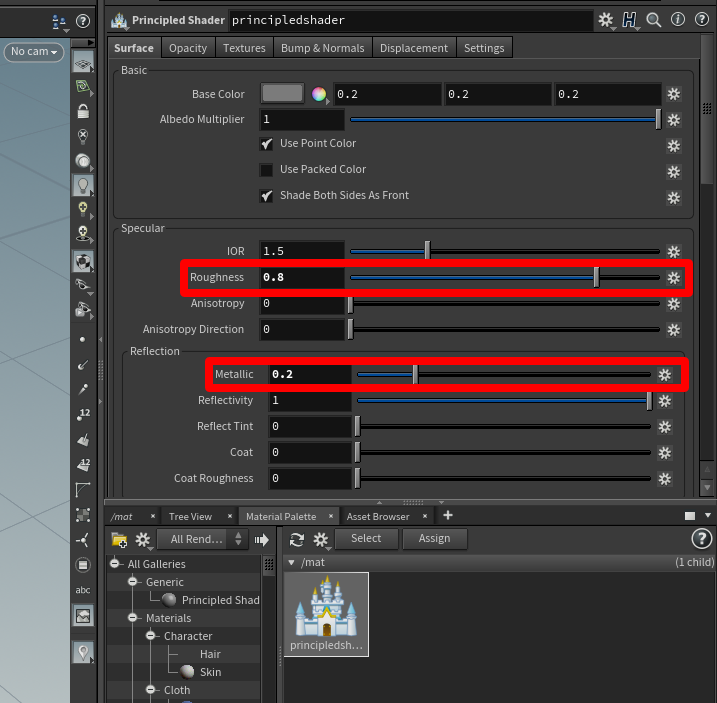 No cam
Principled Shader principledshader
Surface Opacity Textures Bump & Normals Displacement Settings
Basic
Base Color 0.2 0.2 0.2
Albedo Multiplier 1
Use Point Color
Use Packed Color
Shade Both Sides As Front
Specular
IOR 1.5
Roughness 0.8
Anisotropy 0
Anisotropy Direction 0
Reflection
Metallic 0.2
Reflectivity 1
Reflect Tint 0
Coat 0
Coat Roughness 0
.12
12
abc
/mat × Tree View × Material Palette × Asset Browser × +
All Rend... Select Assign ?
All Galleries
Generic
Principled Shad
Materials
Character
Hair
Skin
Cloth
/mat (1 child)
principledsh...